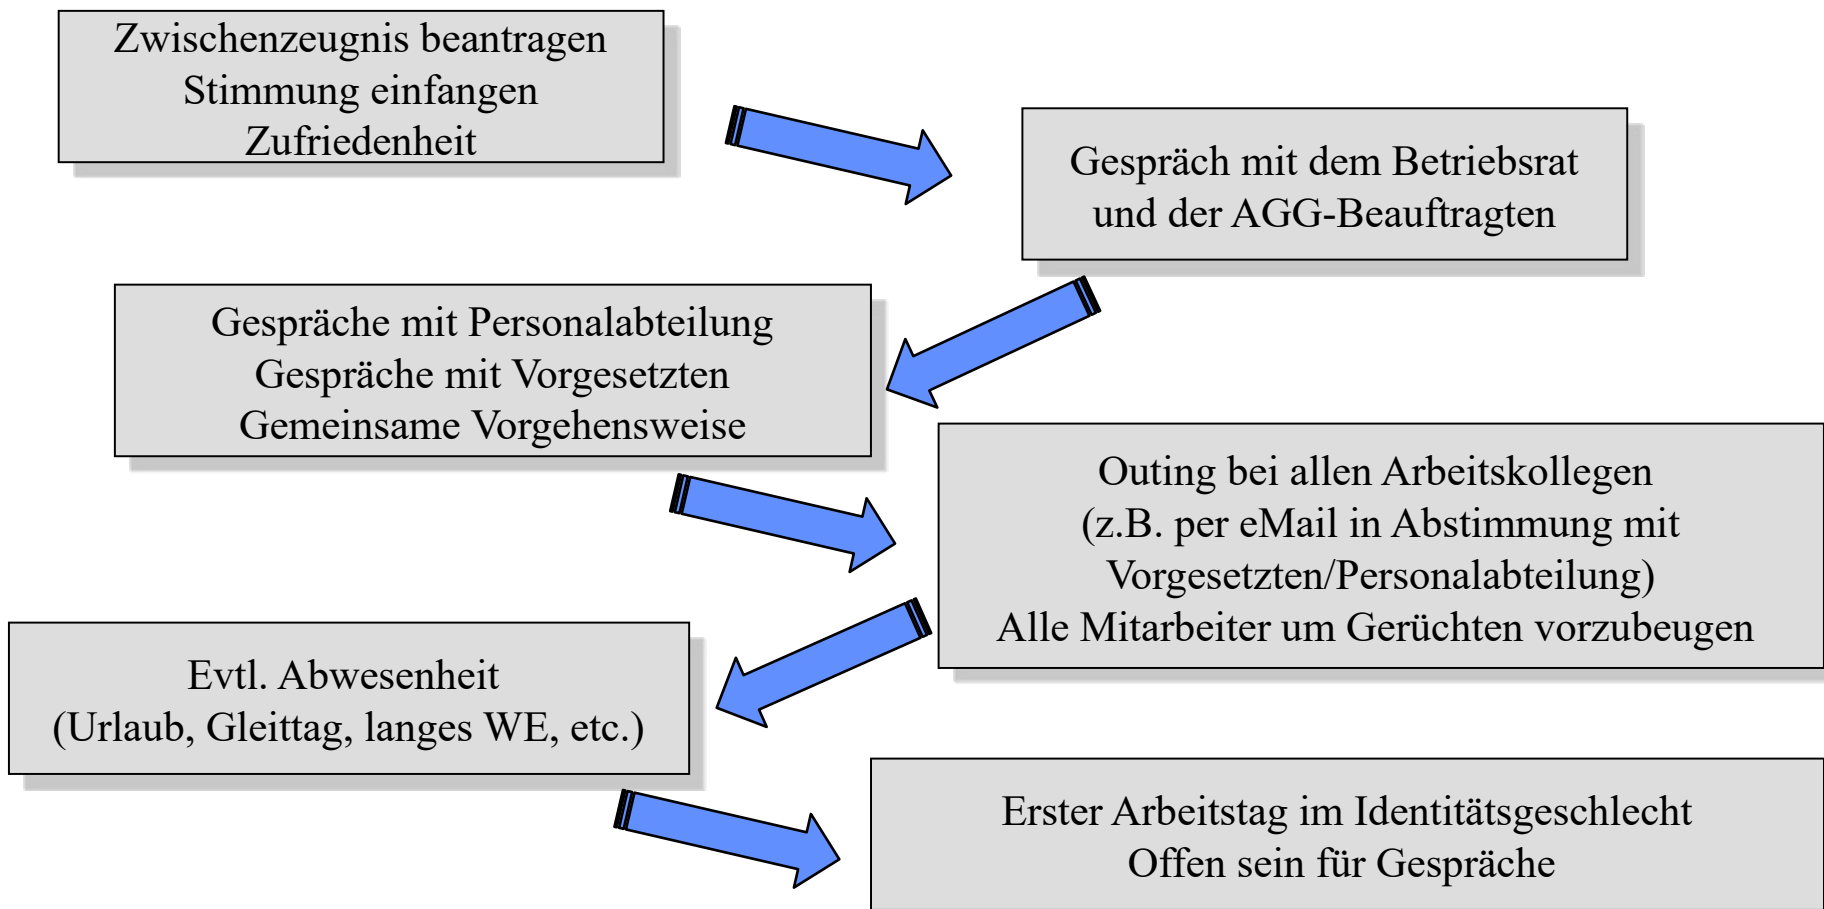 Zwischenzeugnis beantragen
Stimmung einfangen
Zufriedenheit
Gespräch mit dem Betriebsrat
und der AGG-Beauftragten
Gespräche mit Personalabteilung
Gespräche mit Vorgesetzten
Gemeinsame Vorgehensweise
Outing bei allen Arbeitskollegen
(z.B. per eMail in Abstimmung mit
Vorgesetzten/Personalabteilung)
Alle Mitarbeiter um Gerüchten vorzubeugen
Evtl. Abwesenheit
(Urlaub, Gleittag, langes WE, etc.)
Erster Arbeitstag im Identitätsgeschlecht
Offen sein für Gespräche